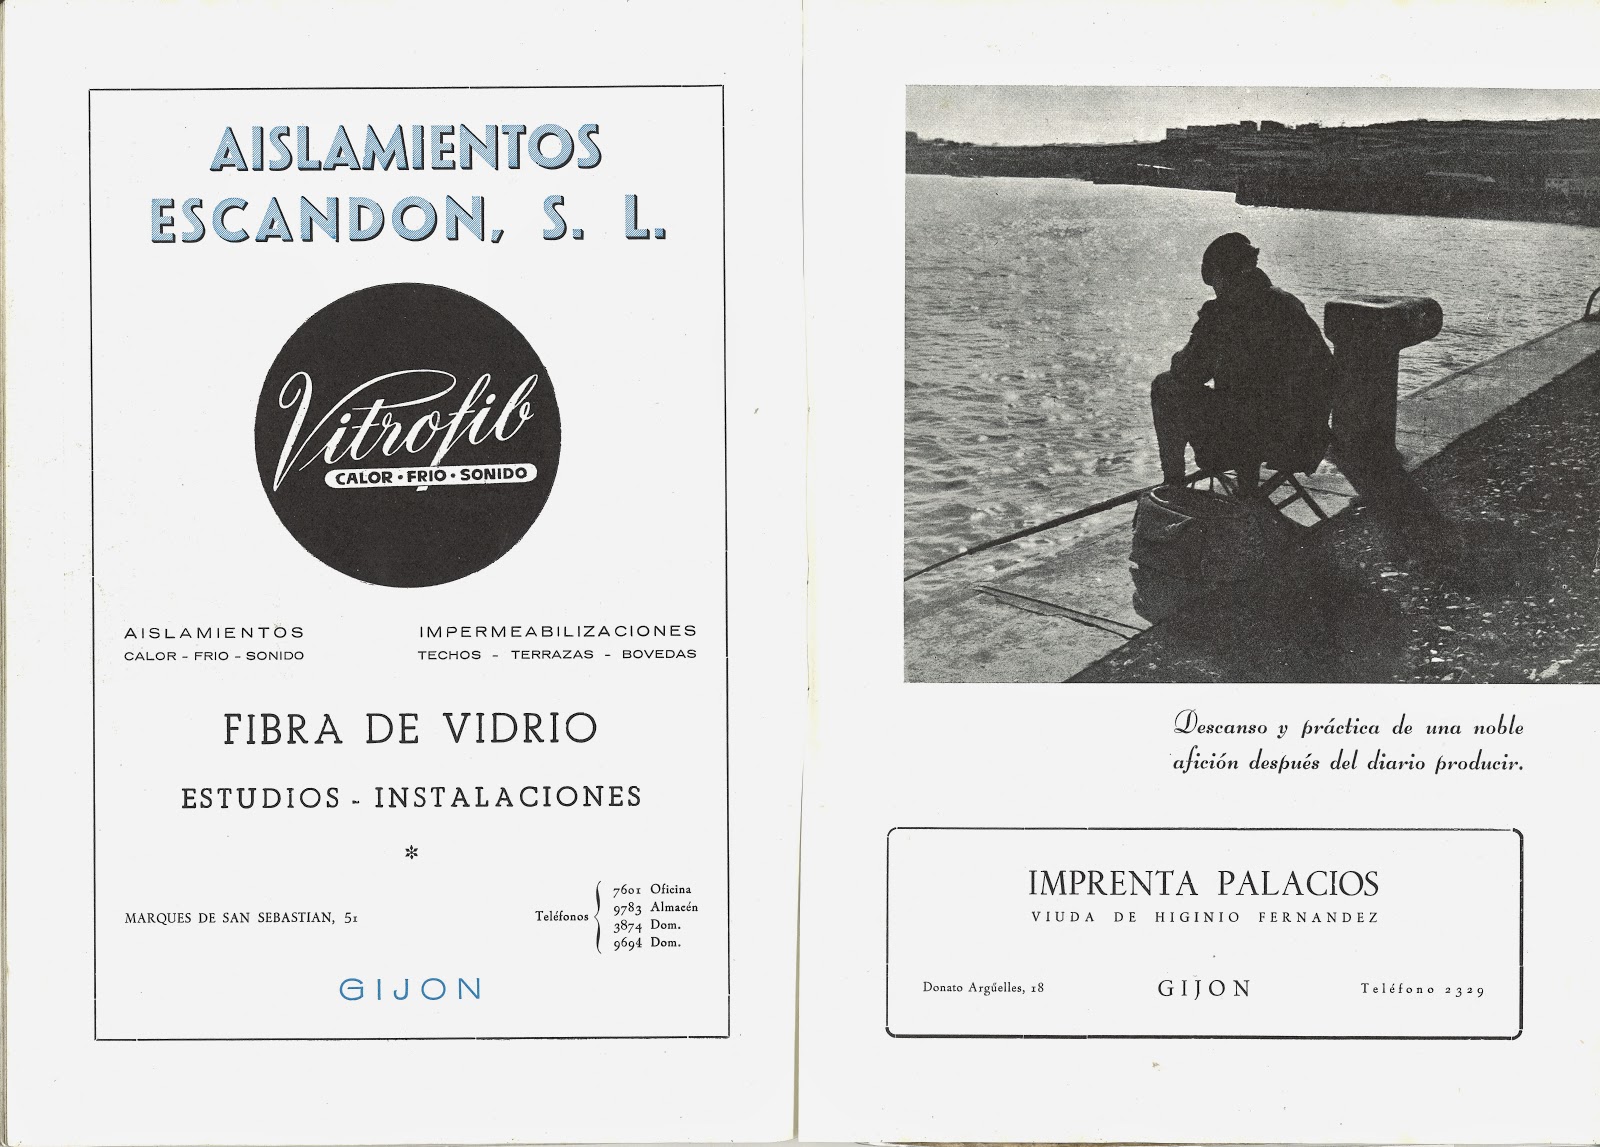 AISLAMIENTOS
ESCANDON, S. L.
Vitrofib
CALOR · FRIO · SONIDO
AISLAMIENTOS
CALOR - FRIO - SONIDO
IMPERMEABILIZACIONES
TECHOS - TERRAZAS - BOVEDAS
FIBRA DE VIDRIO
ESTUDIOS - INSTALACIONES
MARQUES DE SAN SEBASTIAN, 51
Teléfonos
7601 Oficina
9783 Almacén
3874 Dom.
9694 Dom.
GIJON
Descanso y práctica de una noble
afición después del diario producir.
IMPRENTA PALACIOS
VIUDA DE HIGINIO FERNANDEZ
Donato Argüelles, 18
GIJON
Teléfono 2329